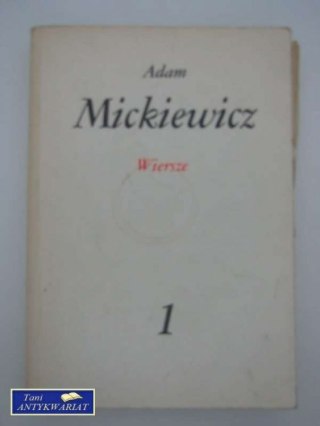 Adam
Mickiewicz
Wiersze
1
Tani
ANTYKWARIAT